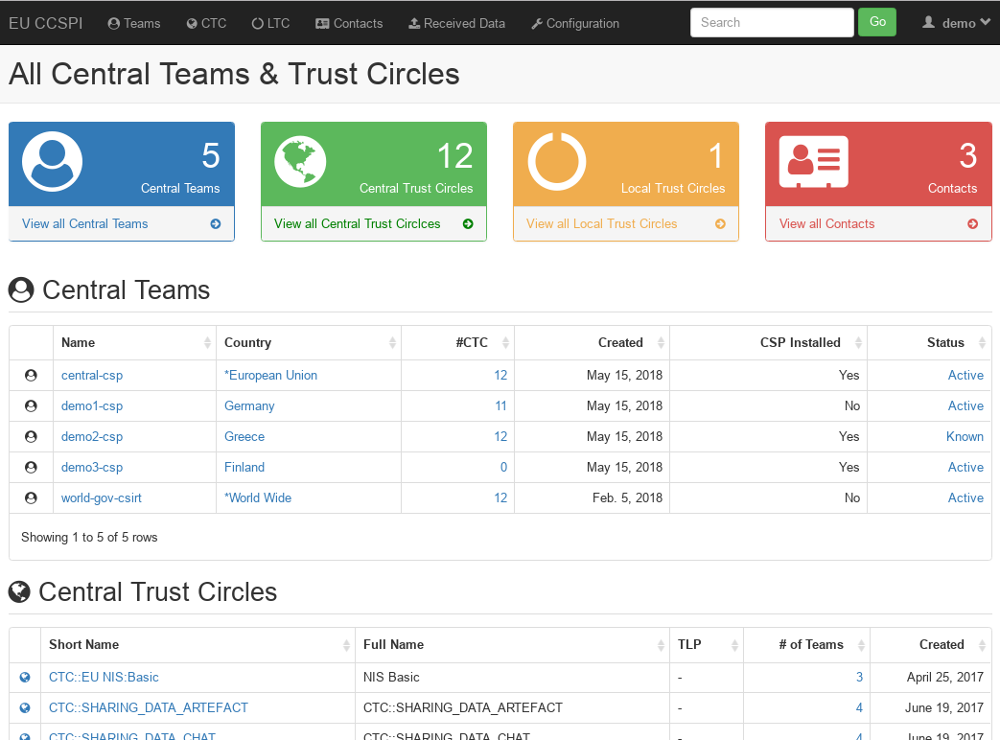 EU CCSPI Teams CTC LTC Contacts Received Data Configuration Search Go demo
All Central Teams & Trust Circles
5
Central Teams
View all Central Teams
12
Central Trust Circles
View all Central Trust Circlces
1
Local Trust Circles
View all Local Trust Circles
3
Contacts
View all Contacts
Central Teams
Name Country #CTC Created CSP Installed Status
central-csp *European Union 12 May 15, 2018 Yes Active
demo1-csp Germany 11 May 15, 2018 No Active
demo2-csp Greece 12 May 15, 2018 Yes Known
demo3-csp Finland 0 May 15, 2018 Yes Active
world-gov-csirt *World Wide 12 Feb. 5, 2018 No Active
Showing 1 to 5 of 5 rows
Central Trust Circles
Short Name Full Name TLP # of Teams Created
CTC::EU NIS:Basic NIS Basic - 3 April 25, 2017
CTC::SHARING_DATA_ARTEFACT CTC::SHARING_DATA_ARTEFACT - 4 June 19, 2017
CTC::SHARING_DATA_CHAT CTC::SHARING_DATA_CHAT - 4 June 19, 2017